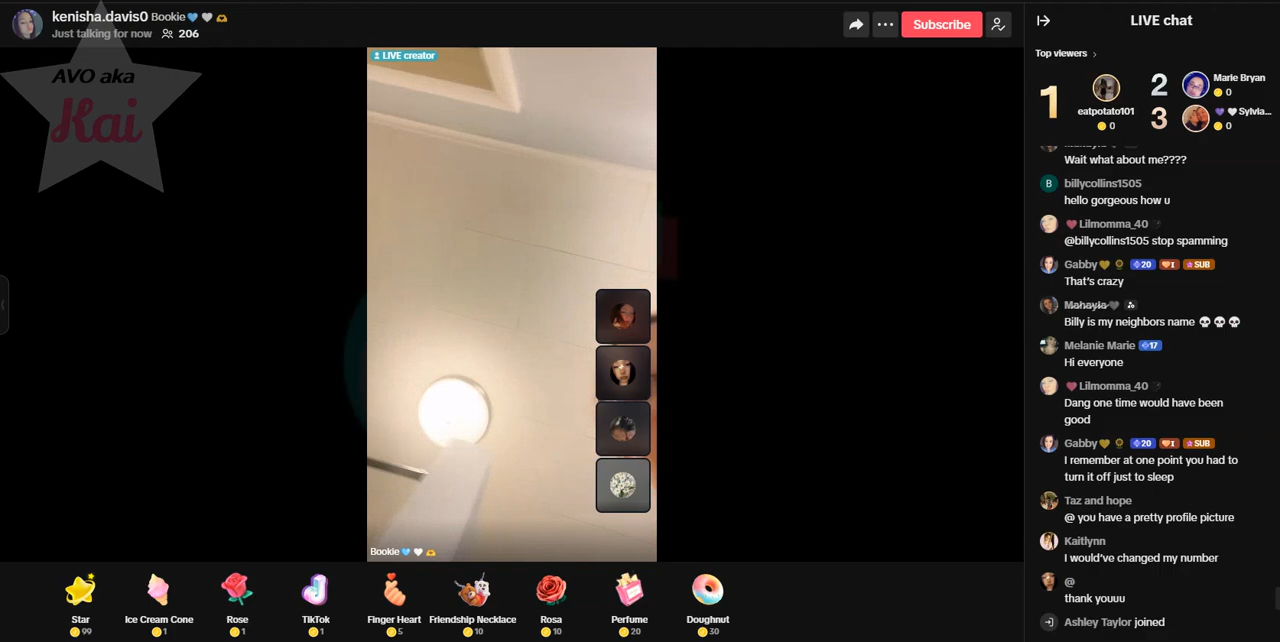 kenisha.davis0 Bookie💙🤍🫶
Just talking for now 206
AVO aka
Kai
Subscribe
LIVE creator
Bookie💙🤍🫶
Star
99
Ice Cream Cone
1
Rose
1
TikTok
1
Finger Heart
5
Friendship Necklace
10
Rosa
10
Perfume
20
Doughnut
30
LIVE chat
Top viewers
1
eatpotato101
0
2
Marie Bryan
0
3
💜🤍Sylvia...
0
Wait what about me????
B
billycollins1505
hello gorgeous how u
Lilmomma_40
@billycollins1505 stop spamming
Gabby 20 I SUB
That's crazy
Mahayla
Billy is my neighbors name 💀💀💀
Melanie Marie 17
Hi everyone
Lilmomma_40
Dang one time would have been
good
Gabby 20 I SUB
I remember at one point you had to
turn it off just to sleep
Taz and hope
@ you have a pretty profile picture
Kaitlynn
I would've changed my number
@
thank youuu
Ashley Taylor joined